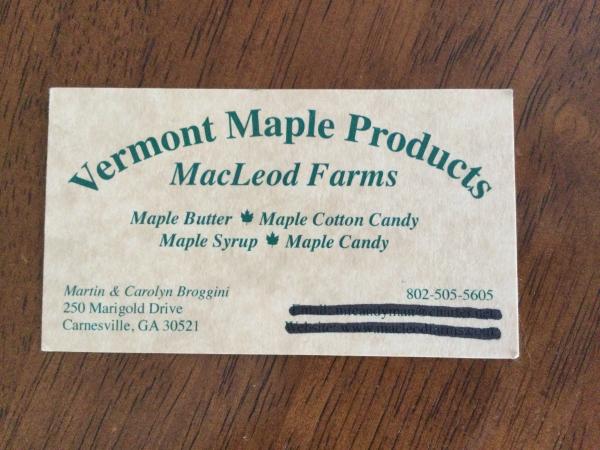 Vermont Maple Products
MacLeod Farms
Maple Butter Maple Cotton Candy
Maple Syrup Maple Candy
Martin & Carolyn Broggini
250 Marigold Drive
Carnesville, GA 30521
802-505-5605